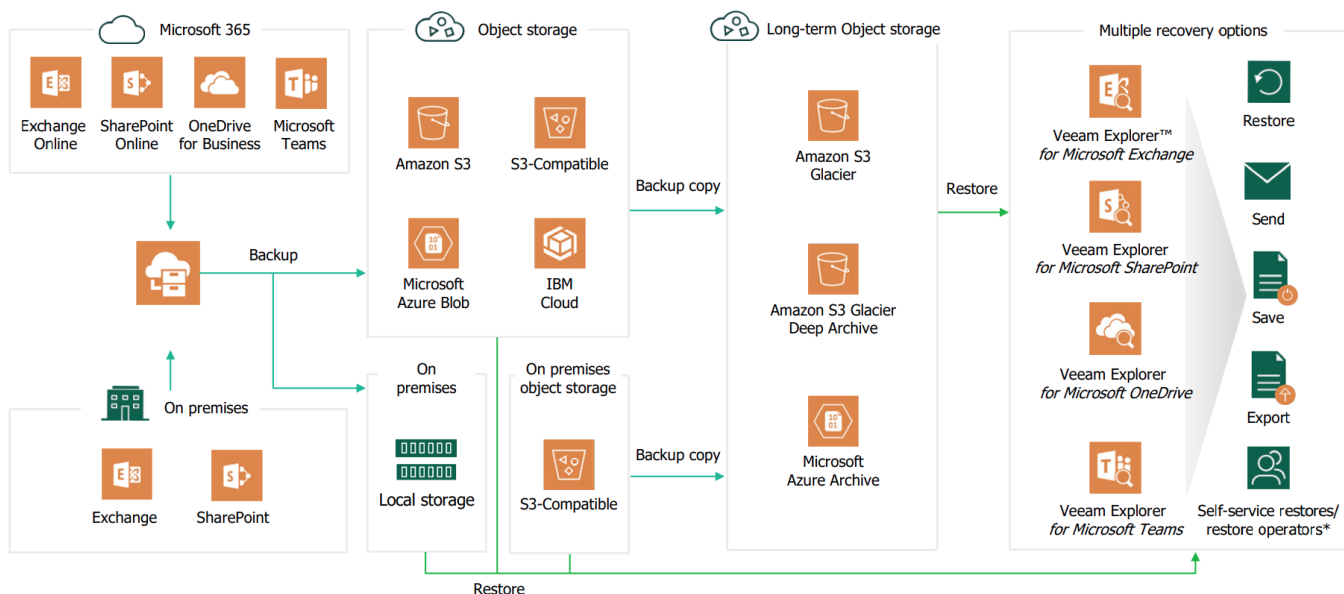 Microsoft 365
Exchange
Online
SharePoint
Online
OneDrive
for Business
Microsoft
Teams
Backup
On premises
Exchange
SharePoint
Object storage
Amazon S3
S3-Compatible
10
01
Microsoft
Azure Blob
IBM
Cloud
On
premises
Local storage
On premises
object storage
S3-Compatible
Backup copy
Backup copy
Long-term Object storage
Amazon S3
Glacier
Amazon S3 Glacier
Deep Archive
10
01
Microsoft
Azure Archive
Restore
Restore
Multiple recovery options
Veeam Explorer™
for Microsoft Exchange
Veeam Explorer
for Microsoft SharePoint
Veeam Explorer
for Microsoft OneDrive
Veeam Explorer
for Microsoft Teams
Restore
Send
Save
Export
Self-service restores/
restore operators*